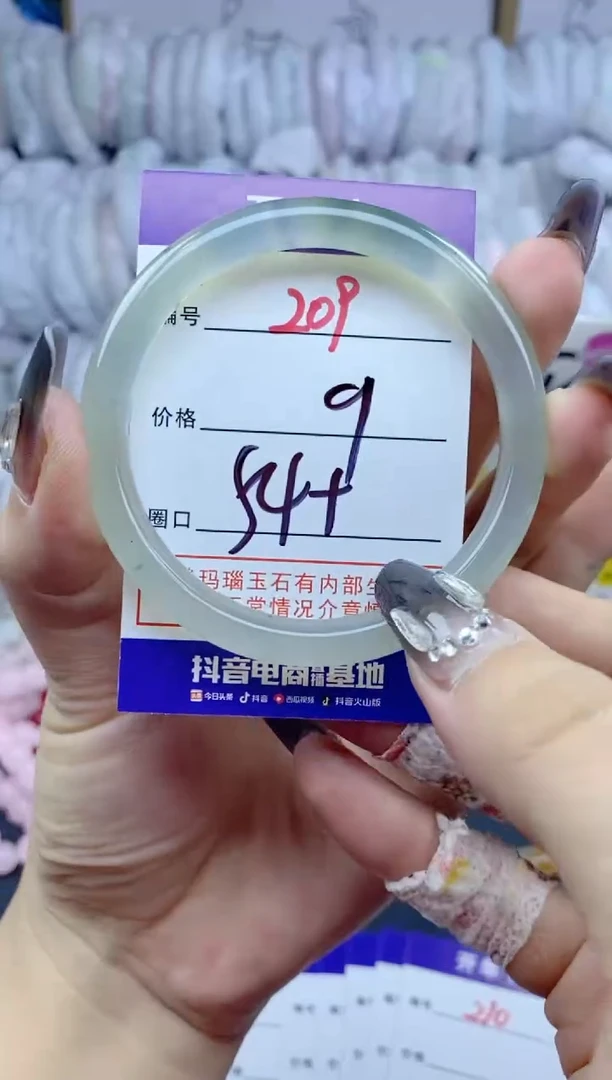 编号 209
价格 9
圈口 54+
玛瑙玉石有内部生
常情况介意慎
抖音电商直播基地
今日头条 抖音 西瓜视频 抖音火山版
210